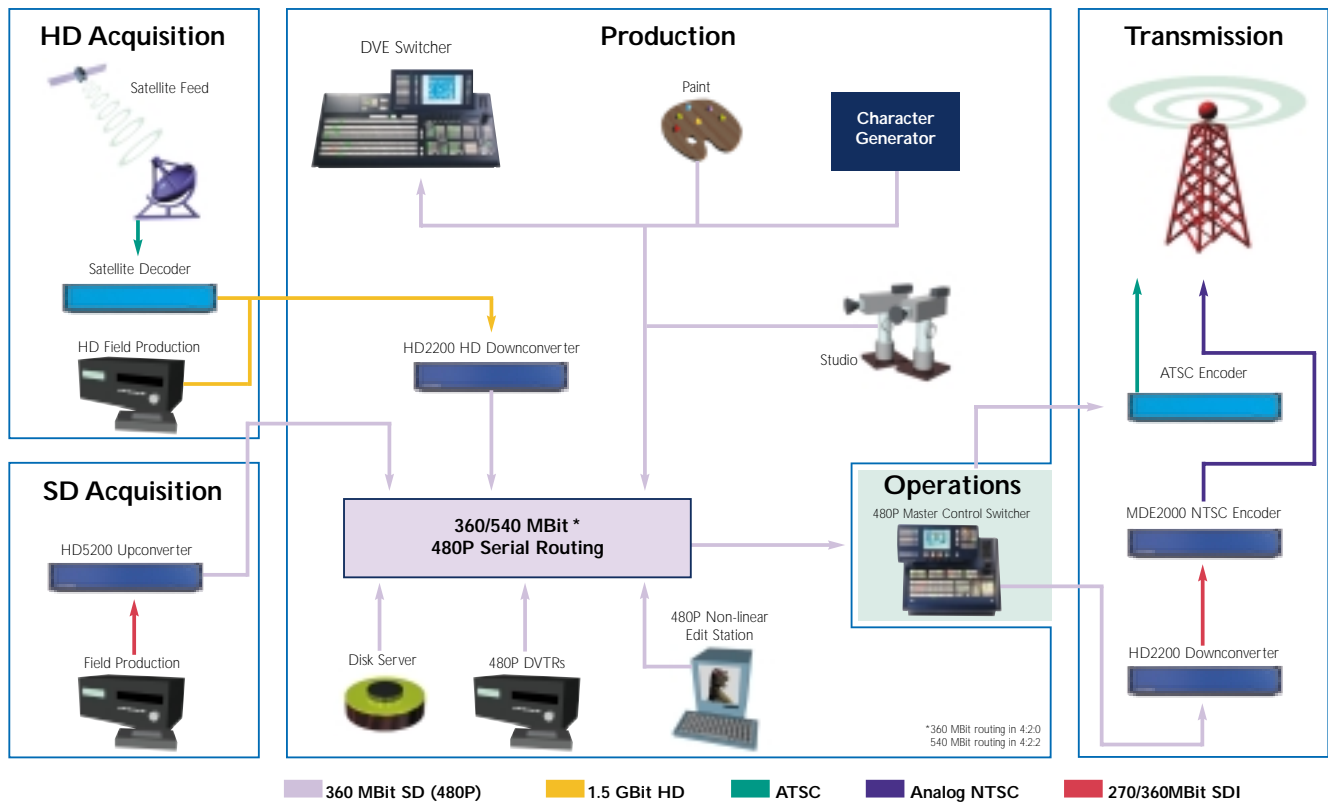 HD Acquisition
Satellite Feed
Satellite Decoder
HD Field Production
SD Acquisition
HD5200 Upconverter
Field Production
Production
DVE Switcher
Paint
Character
Generator
HD2200 HD Downconverter
Studio
360/540 MBit *
480P Serial Routing
Disk Server
480P DVTRs
480P Non-linear
Edit Station
*360 MBit routing in 4:2:0
540 MBit routing in 4:2:2
Operations
480P Master Control Switcher
Transmission
ATSC Encoder
MDE2000 NTSC Encoder
HD2200 Downconverter
360 MBit SD (480P)
1.5 GBit HD
ATSC
Analog NTSC
270/360MBit SDI